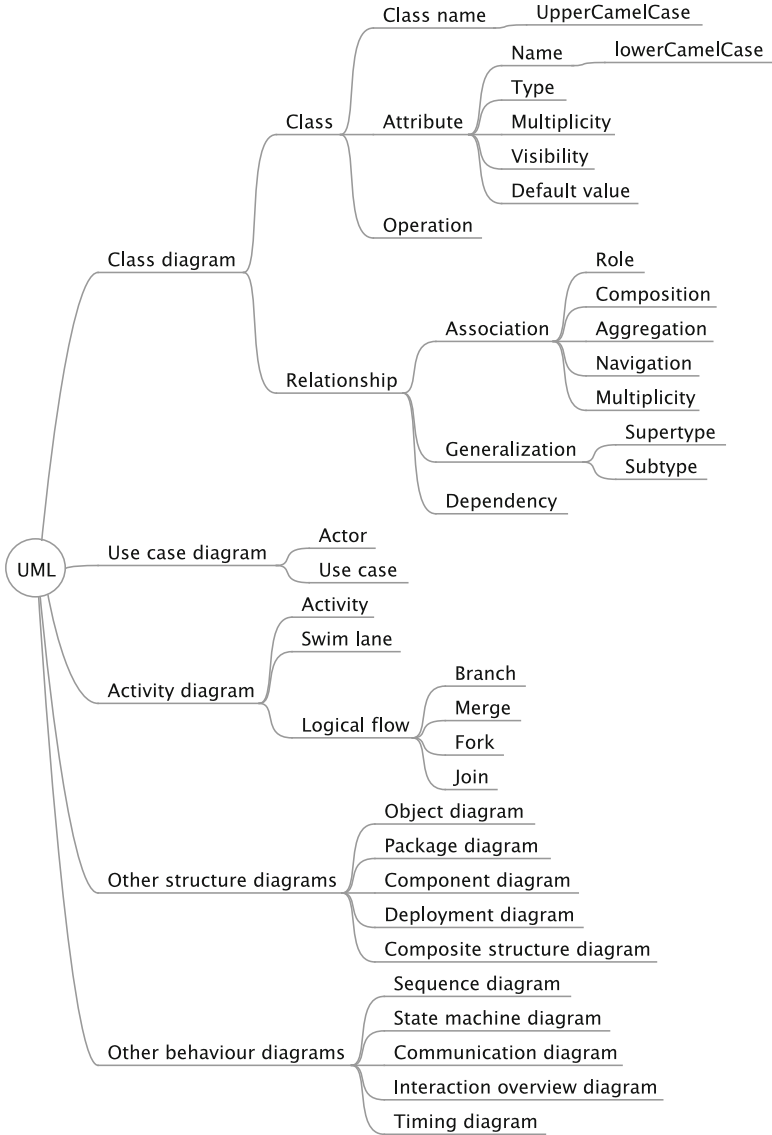 Class name
UpperCamelCase
Name
lowerCamelCase
Type
Class
Attribute
Multiplicity
Visibility
Default value
Operation
Class diagram
Role
Composition
Association
Aggregation
Navigation
Relationship
Multiplicity
Supertype
Generalization
Subtype
Dependency
Actor
Use case diagram
UML
Use case
Activity
Swim lane
Activity diagram
Branch
Logical flow
Merge
Fork
Join
Object diagram
Package diagram
Other structure diagrams
Component diagram
Deployment diagram
Composite structure diagram
Sequence diagram
State machine diagram
Other behaviour diagrams
Communication diagram
Interaction overview diagram
Timing diagram